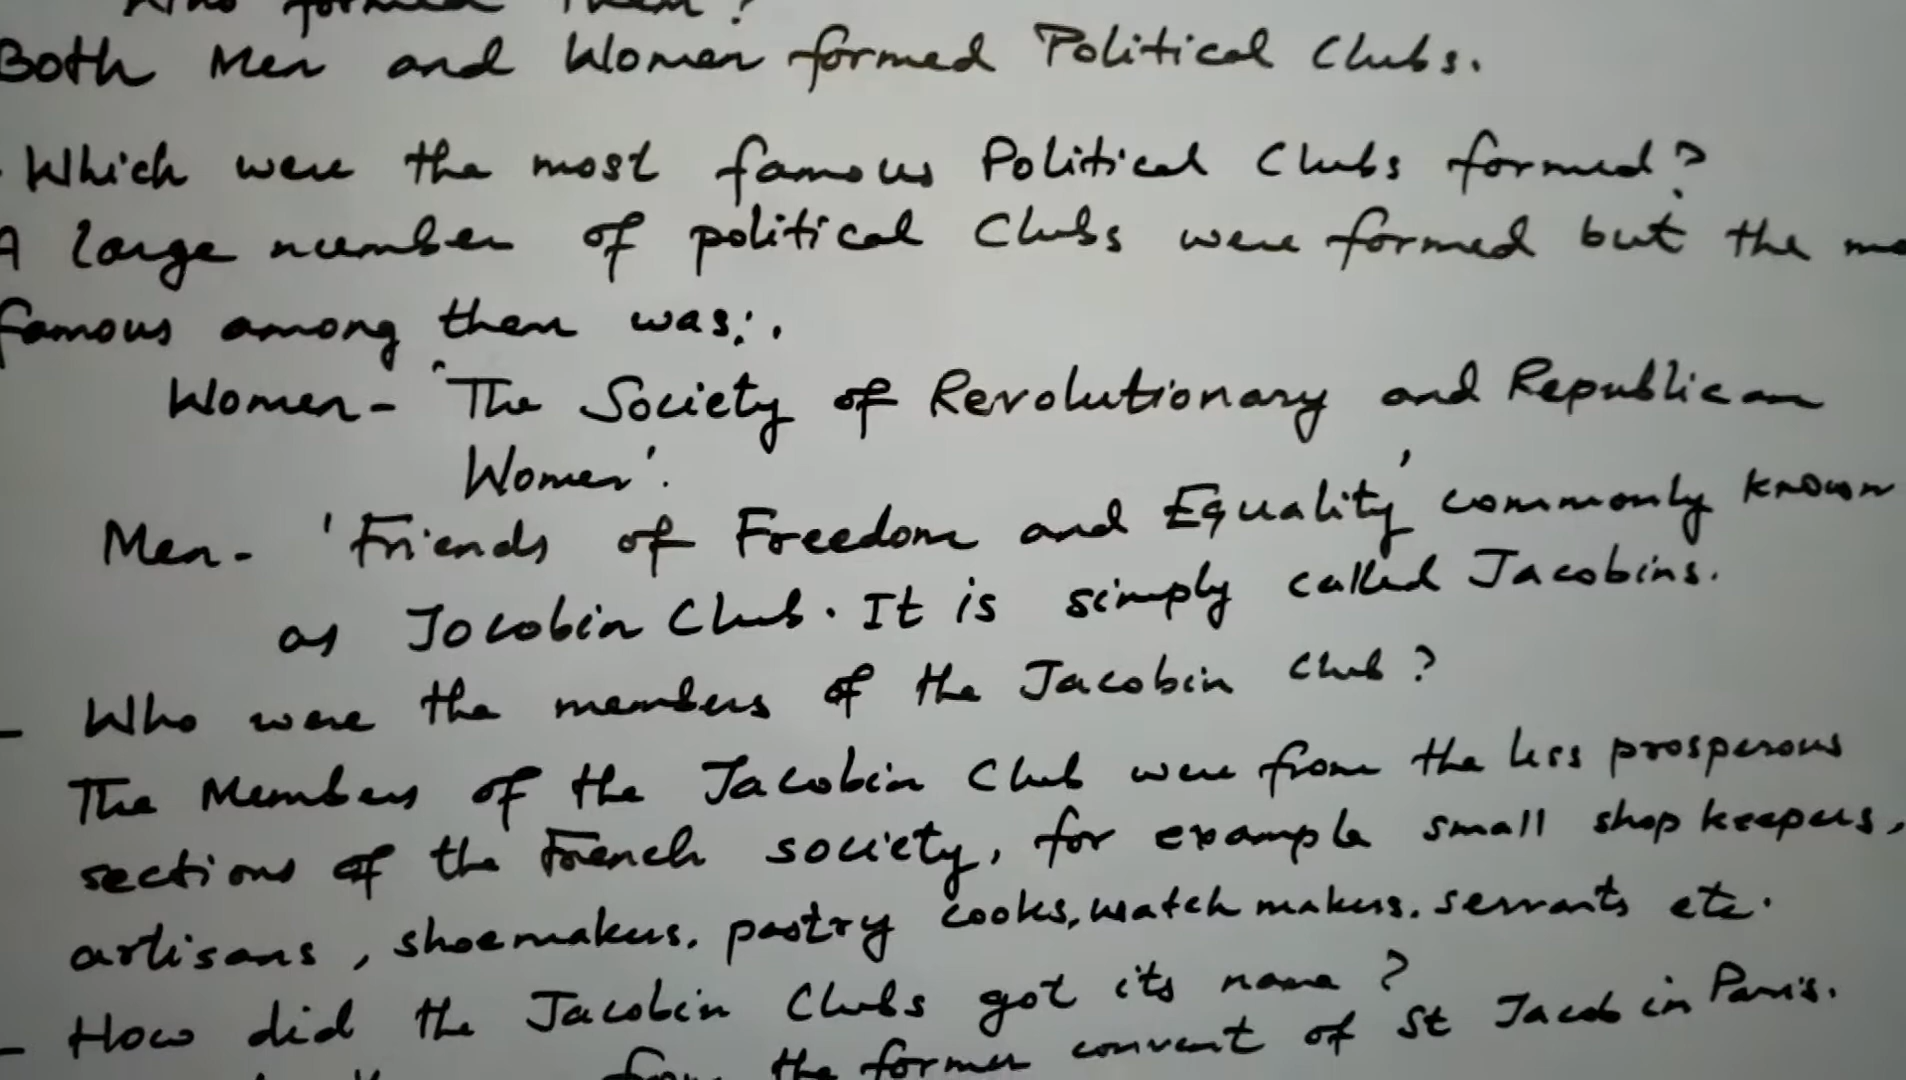 Who formed them?
Both Men and Women formed Political Clubs.
Which were the most famous Political Clubs formed?
A large number of political Clubs were formed but the
famous among them was:.
Women- 'The Society of Revolutionary and Republican
Women'.
Men- 'Friends of Freedom and Equality' commonly known
as Jocobin Club. It is simply called Jacobins.
- Who were the members of the Jacobin Club?
The Members of the Jacobin Club were from the less prosperous
sections of the French society, for example small shop keepers,
artisans, shoemakers, pastry cooks, watch makers, servants etc.
- How did the Jacobin Clubs got its name?
from the former convent of St Jacob in Paris.